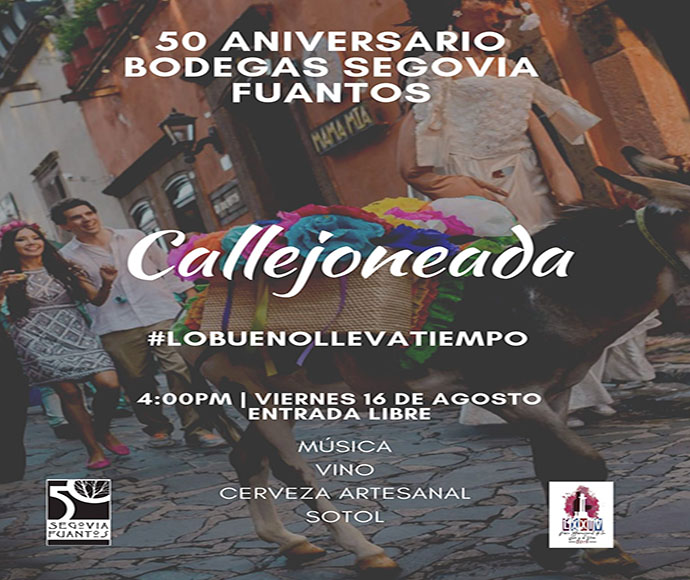 50 ANIVERSARIO
BODEGAS SEGOVIA
FUANTOS
MAMA MIA
Callejoneada
#LOBUENOLLEVATIEMPO
4:00PM | VIERNES 16 DE AGOSTO
ENTRADA LIBRE
MÚSICA
VINO
CERVEZA ARTESANAL
SOTOL
50
SEGOVIA
FUANTOS
LXXIV